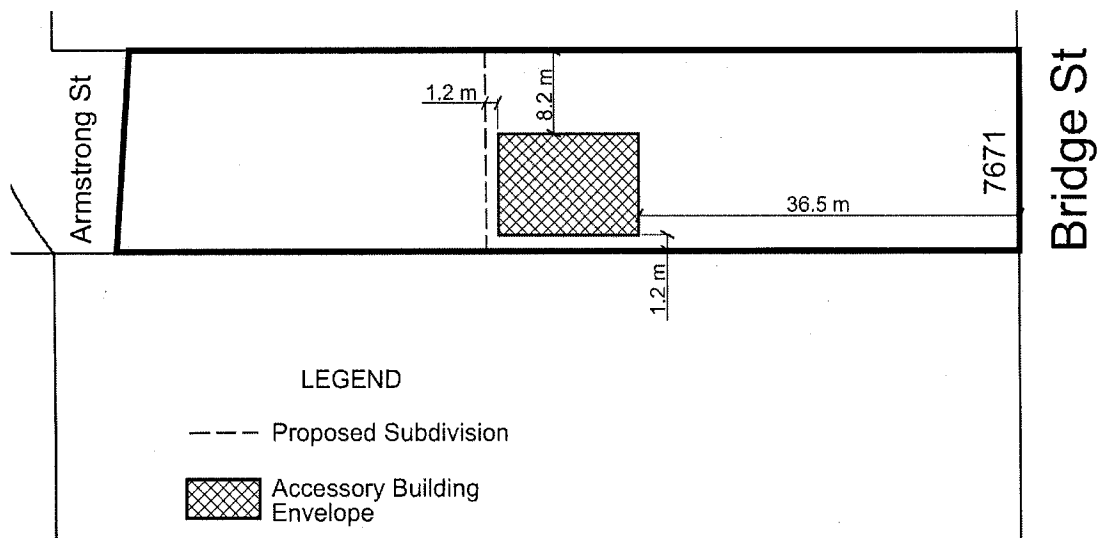 Armstrong St
1.2 m
8.2 m
36.5 m
1.2 m
7671
Bridge St
LEGEND
Proposed Subdivision
Accessory Building
Envelope